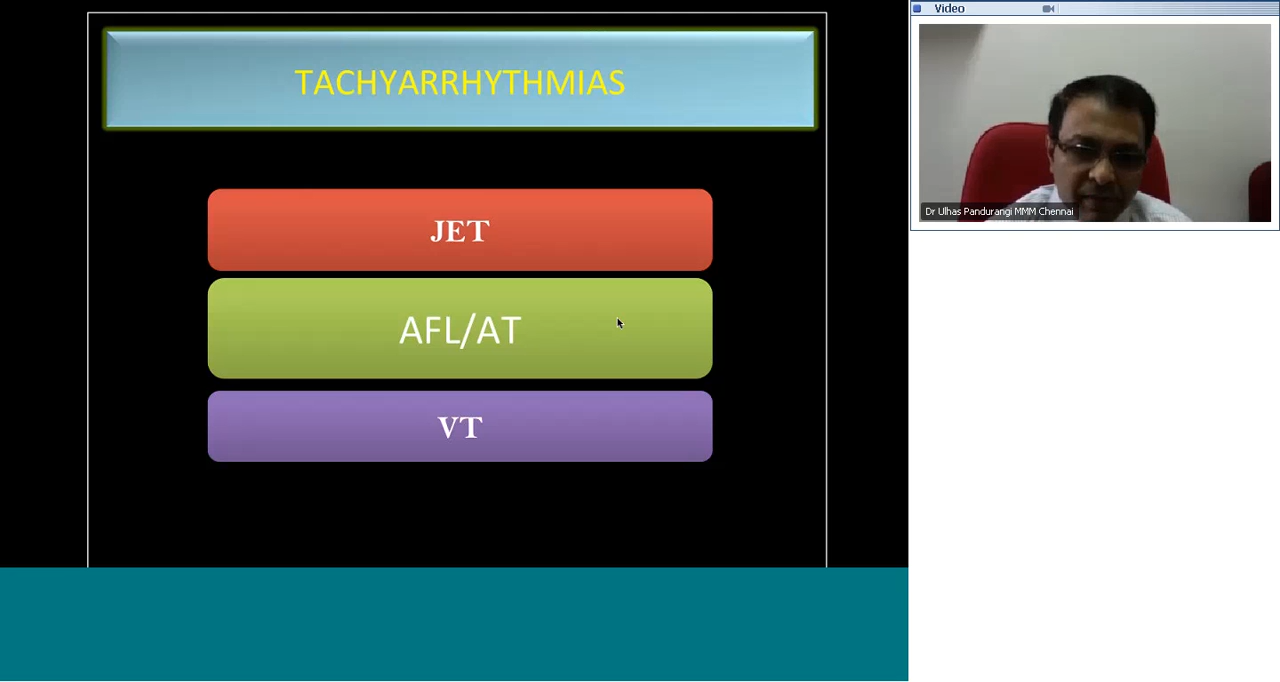 Video
TACHYARRHYTHMIAS
JET
AFL/AT
VT
Dr Ulhas Pandurangi MMM Chennai